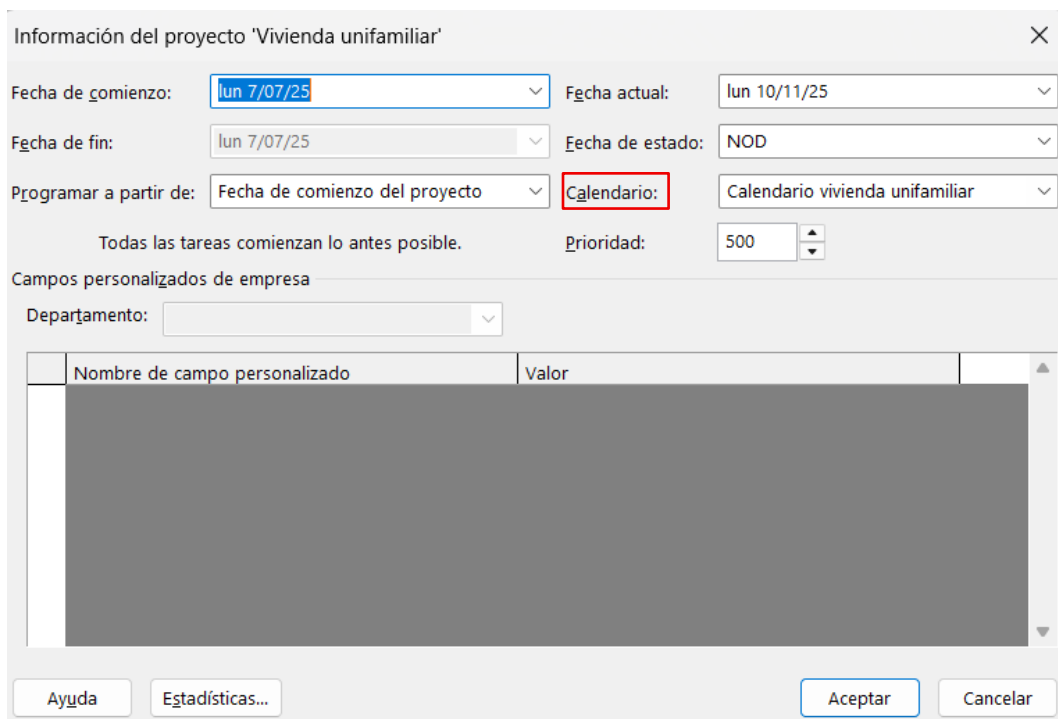 Información del proyecto 'Vivienda unifamiliar'
Fecha de comienzo: lun 7/07/25 Fecha actual: lun 10/11/25
Fecha de fin: lun 7/07/25 Fecha de estado: NOD
Programar a partir de: Fecha de comienzo del proyecto Calendario: Calendario vivienda unifamiliar
Todas las tareas comienzan lo antes posible. Prioridad: 500
Campos personalizados de empresa
Departamento:
Nombre de campo personalizado Valor
Ayuda Estadísticas... Aceptar Cancelar